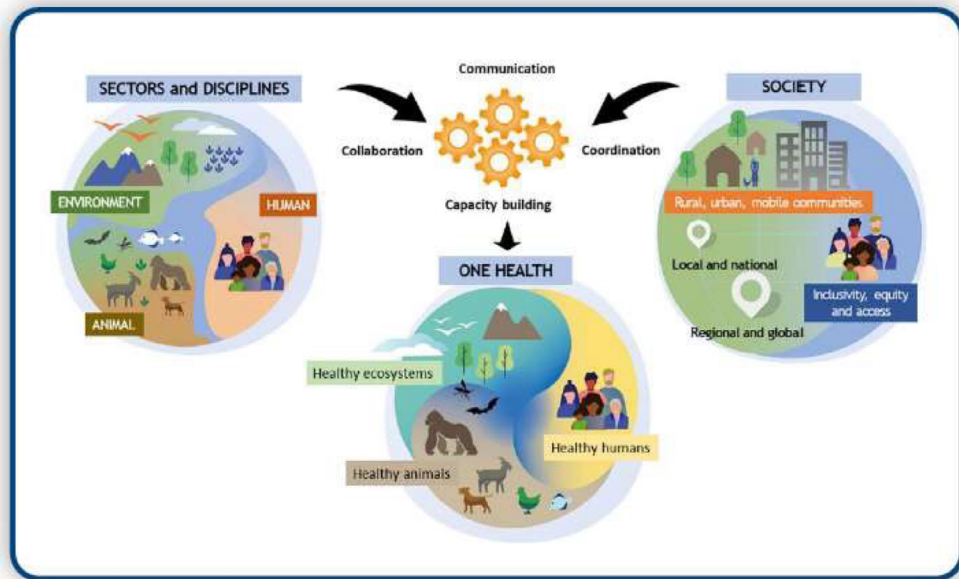 Communication
SECTORS and DISCIPLINES
SOCIETY
Collaboration
Coordination
ENVIRONMENT
HUMAN
Rural, urban, mobile communities
Capacity building
Local and national
ONE HEALTH
Inclusivity, equity
and access
ANIMAL
Regional and global
Healthy ecosystems
Healthy humans
Healthy animals